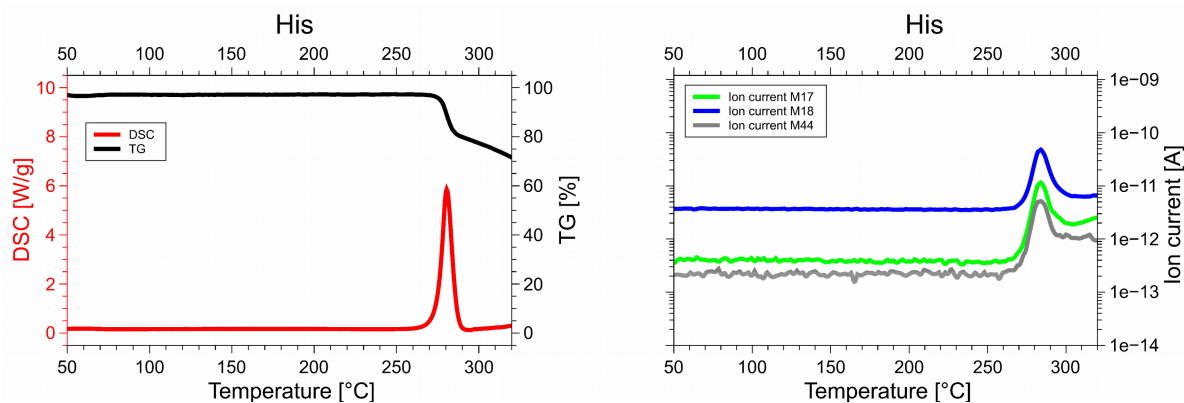 His
50 100 150 200 250 300
10 100
8 80
6 60
4 40
2 20
0 0
DSC
TG
DSC [W/g]
TG [%]
50 100 150 200 250 300
Temperature [°C]
His
50 100 150 200 250 300
Ion current M17
Ion current M18
Ion current M44
1e−09
1e−10
1e−11
1e−12
1e−13
1e−14
Ion current [A]
50 100 150 200 250 300
Temperature [°C]